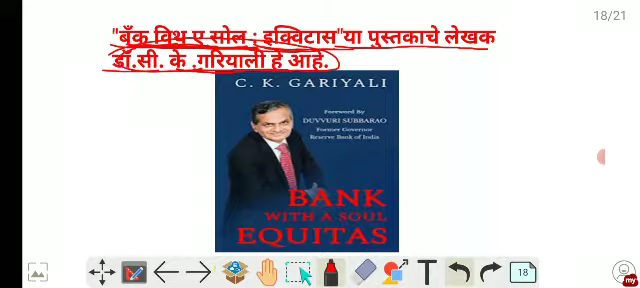 18/21
"बँक विथ ए सोल : इक्विटास"या पुस्तकाचे लेखक
डॉ.सी. के .गरियाली हे आहे.
C. K. GARIYALI
Foreword By
DUVVURI SUBBARAO
Former Governor
Reserve Bank of India
BANK
WITH A SOUL
EQUITAS
T
18
my